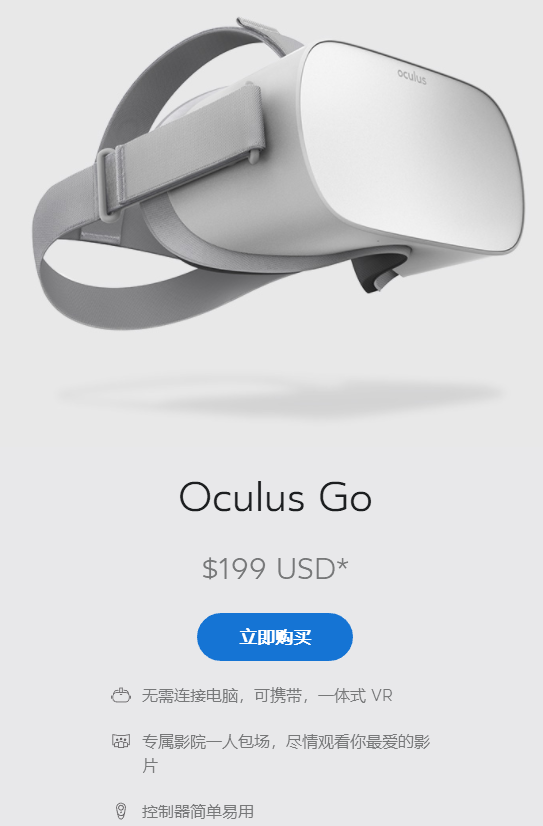 oculus
Oculus Go
$199 USD*
立即购买
无需连接电脑，可携带，一体式 VR
专属影院一人包场，尽情观看你最爱的影
片
控制器简单易用